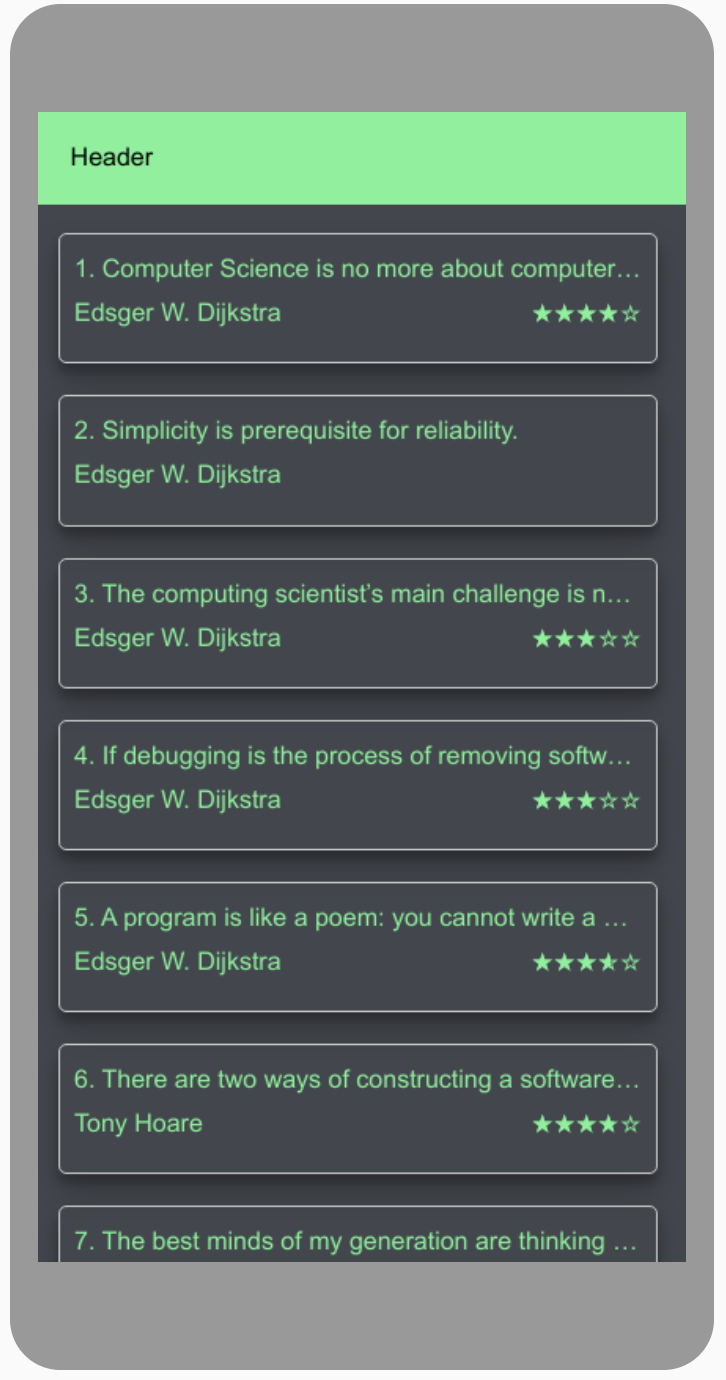 Header
1. Computer Science is no more about computer…
Edsger W. Dijkstra ★★★★☆
2. Simplicity is prerequisite for reliability.
Edsger W. Dijkstra
3. The computing scientist’s main challenge is n…
Edsger W. Dijkstra ★★★☆☆
4. If debugging is the process of removing softw…
Edsger W. Dijkstra ★★★☆☆
5. A program is like a poem: you cannot write a …
Edsger W. Dijkstra ★★★⯪☆
6. There are two ways of constructing a software…
Tony Hoare ★★★★☆
7. The best minds of my generation are thinking …